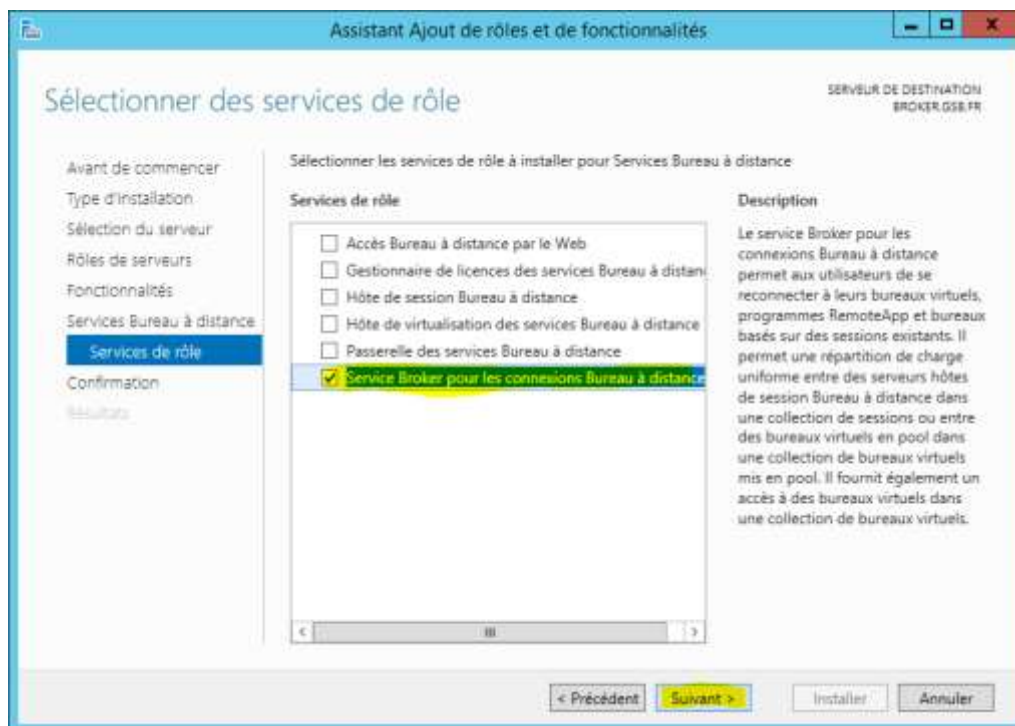 Assistant Ajout de rôles et de fonctionnalités
Sélectionner des services de rôle
SERVEUR DE DESTINATION
BROKER.GSB.FR
Avant de commencer
Type d'installation
Sélection du serveur
Rôles de serveurs
Fonctionnalités
Services Bureau à distance
Services de rôle
Confirmation
Résultats
Sélectionner les services de rôle à installer pour Services Bureau à distance
Services de rôle
Accès Bureau à distance par le Web
Gestionnaire de licences des services Bureau à distan
Hôte de session Bureau à distance
Hôte de virtualisation des services Bureau à distance
Passerelle des services Bureau à distance
Service Broker pour les connexions Bureau à distance
Description
Le service Broker pour les
connexions Bureau à distance
permet aux utilisateurs de se
reconnecter à leurs bureaux virtuels,
programmes RemoteApp et bureaux
basés sur des sessions existants. Il
permet une répartition de charge
uniforme entre des serveurs hôtes
de session Bureau à distance dans
une collection de sessions ou entre
des bureaux virtuels en pool dans
une collection de bureaux virtuels
mis en pool. Il fournit également un
accès à des bureaux virtuels dans
une collection de bureaux virtuels.
< Précédent
Suivant >
Installer
Annuler